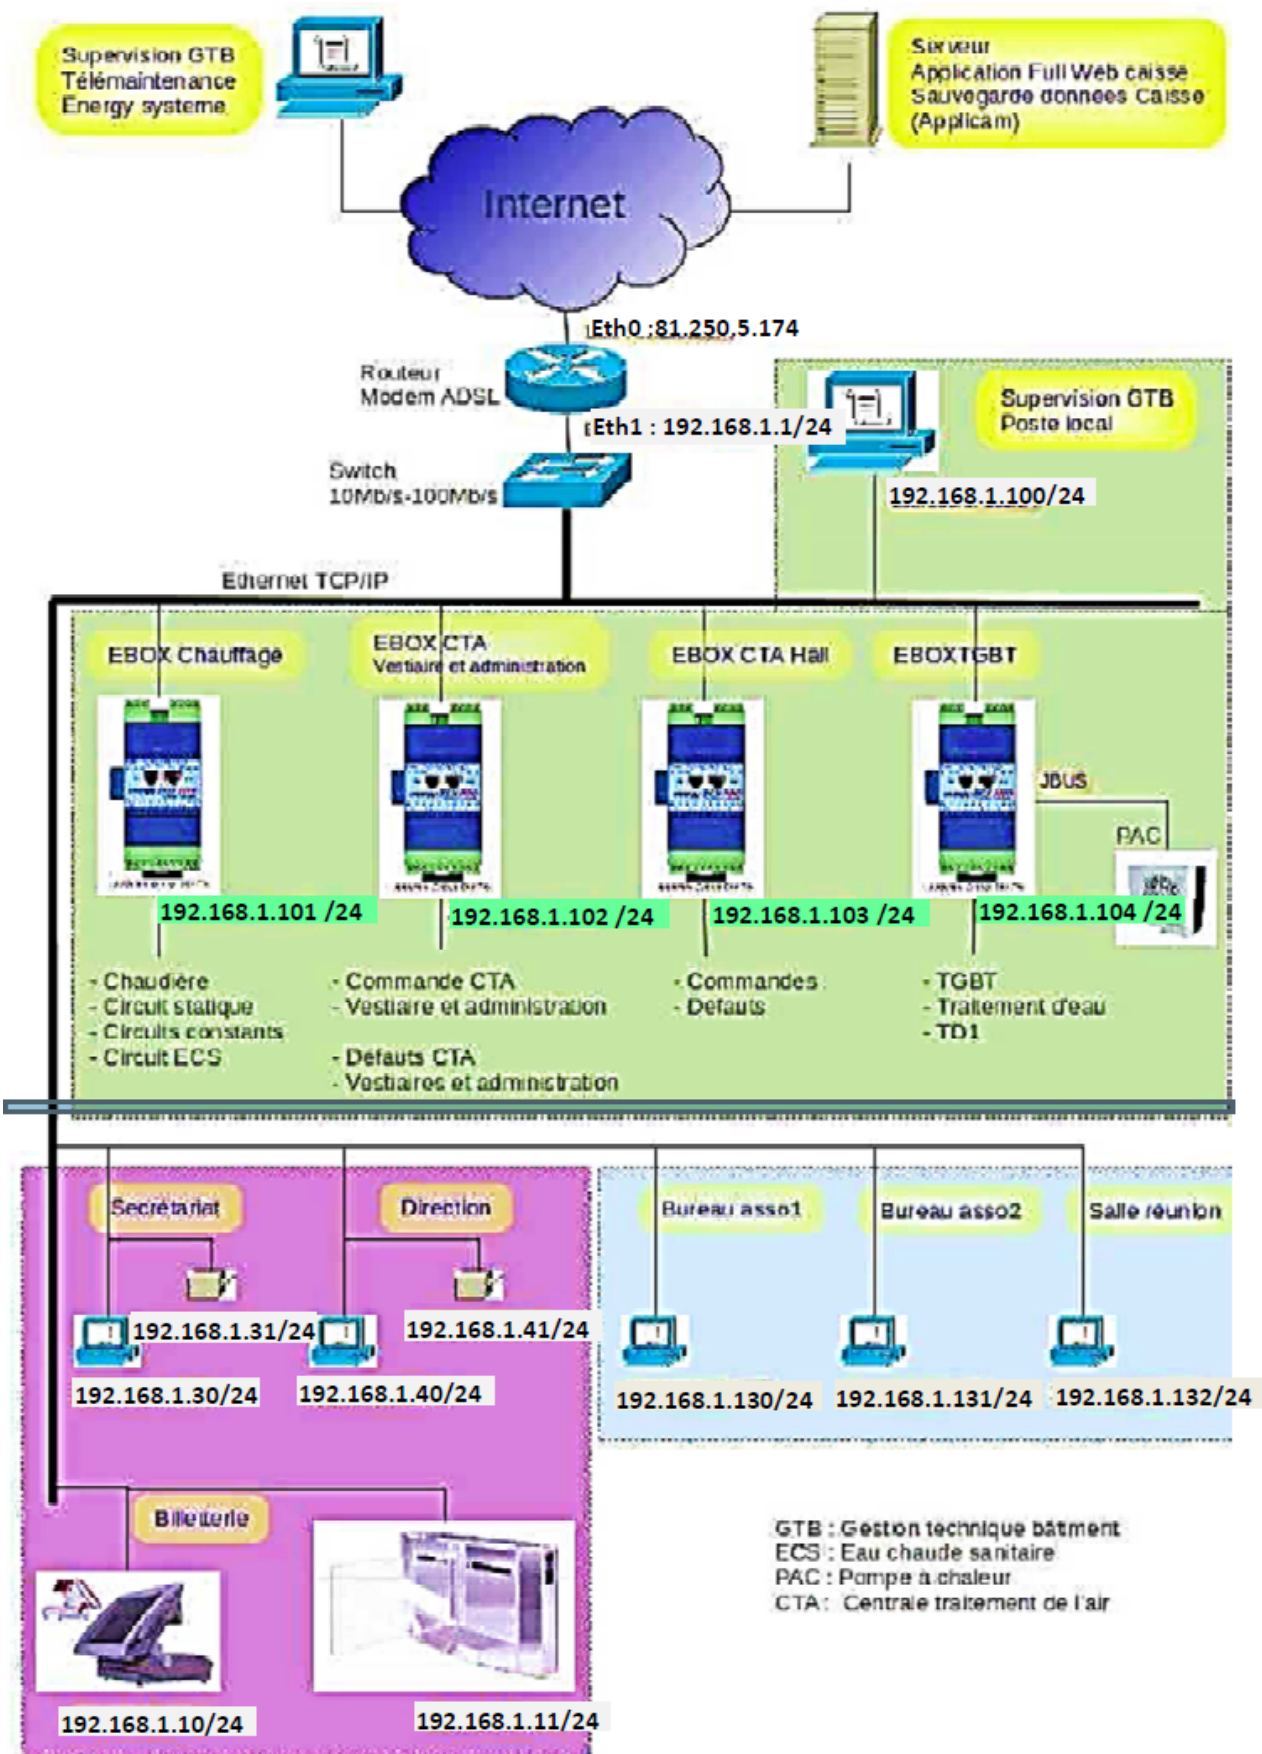 Supervision GTB
Télémaintenance
Energy systeme
Serveur
Application Full Web caisse
Sauvegarde données Caisse
(Applicam)
Internet
Eth0 :81.250,5.174
Routeur
Modem ADSL
Eth1 : 192.168.1.1/24
Supervision GTB
Poste local
Switch
10Mb/s-100Mb/s
192.168.1.100/24
Ethernet TCP/IP
EBOX Chauffage
EBOX CTA
Vestiaire et administration
EBOX CTA Hall
EBOXTGBT
JBUS
PAC
192.168.1.101 /24
192.168.1.102 /24
192.168.1.103 /24
192.168.1.104 /24
- Chaudière
- Circuit statique
- Circuits constants
- Circuit ECS
- Commande CTA
- Vestiaire et administration
- Défauts CTA
- Vestiaires et administration
- Commandes
- Défauts
- TGBT
- Traitement d'eau
- TD1
Secrétariat
Direction
Bureau asso1
Bureau asso2
Salle réunion
192.168.1.31/24
192.168.1.41/24
192.168.1.30/24
192.168.1.40/24
192.168.1.130/24
192.168.1.131/24
192.168.1.132/24
Billetterie
192.168.1.10/24
192.168.1.11/24
GTB : Gestion technique bâtment
ECS : Eau chaude sanitaire
PAC : Pompe à chaleur
CTA : Centrale traitement de l'air